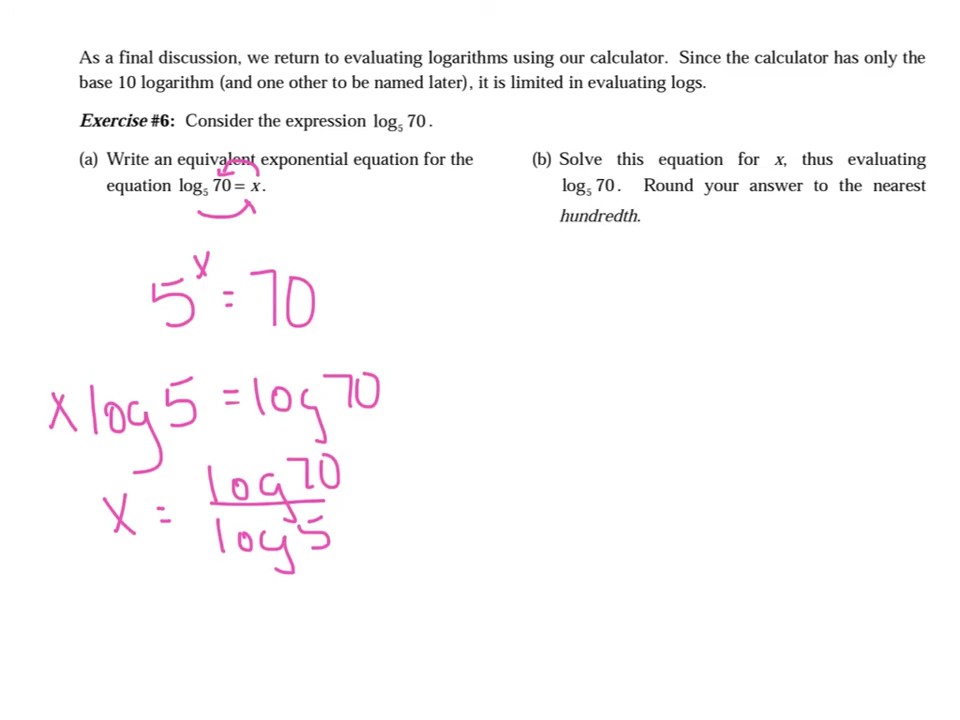 As a final discussion, we return to evaluating logarithms using our calculator. Since the calculator has only the
base 10 logarithm (and one other to be named later), it is limited in evaluating logs.
Exercise #6: Consider the expression log₅ 70.
(a) Write an equivalent exponential equation for the
equation log₅ 70 = x.
(b) Solve this equation for x, thus evaluating
log₅ 70. Round your answer to the nearest
hundredth.
5ˣ = 70
x log 5 = log 70
x = log 70 / log 5